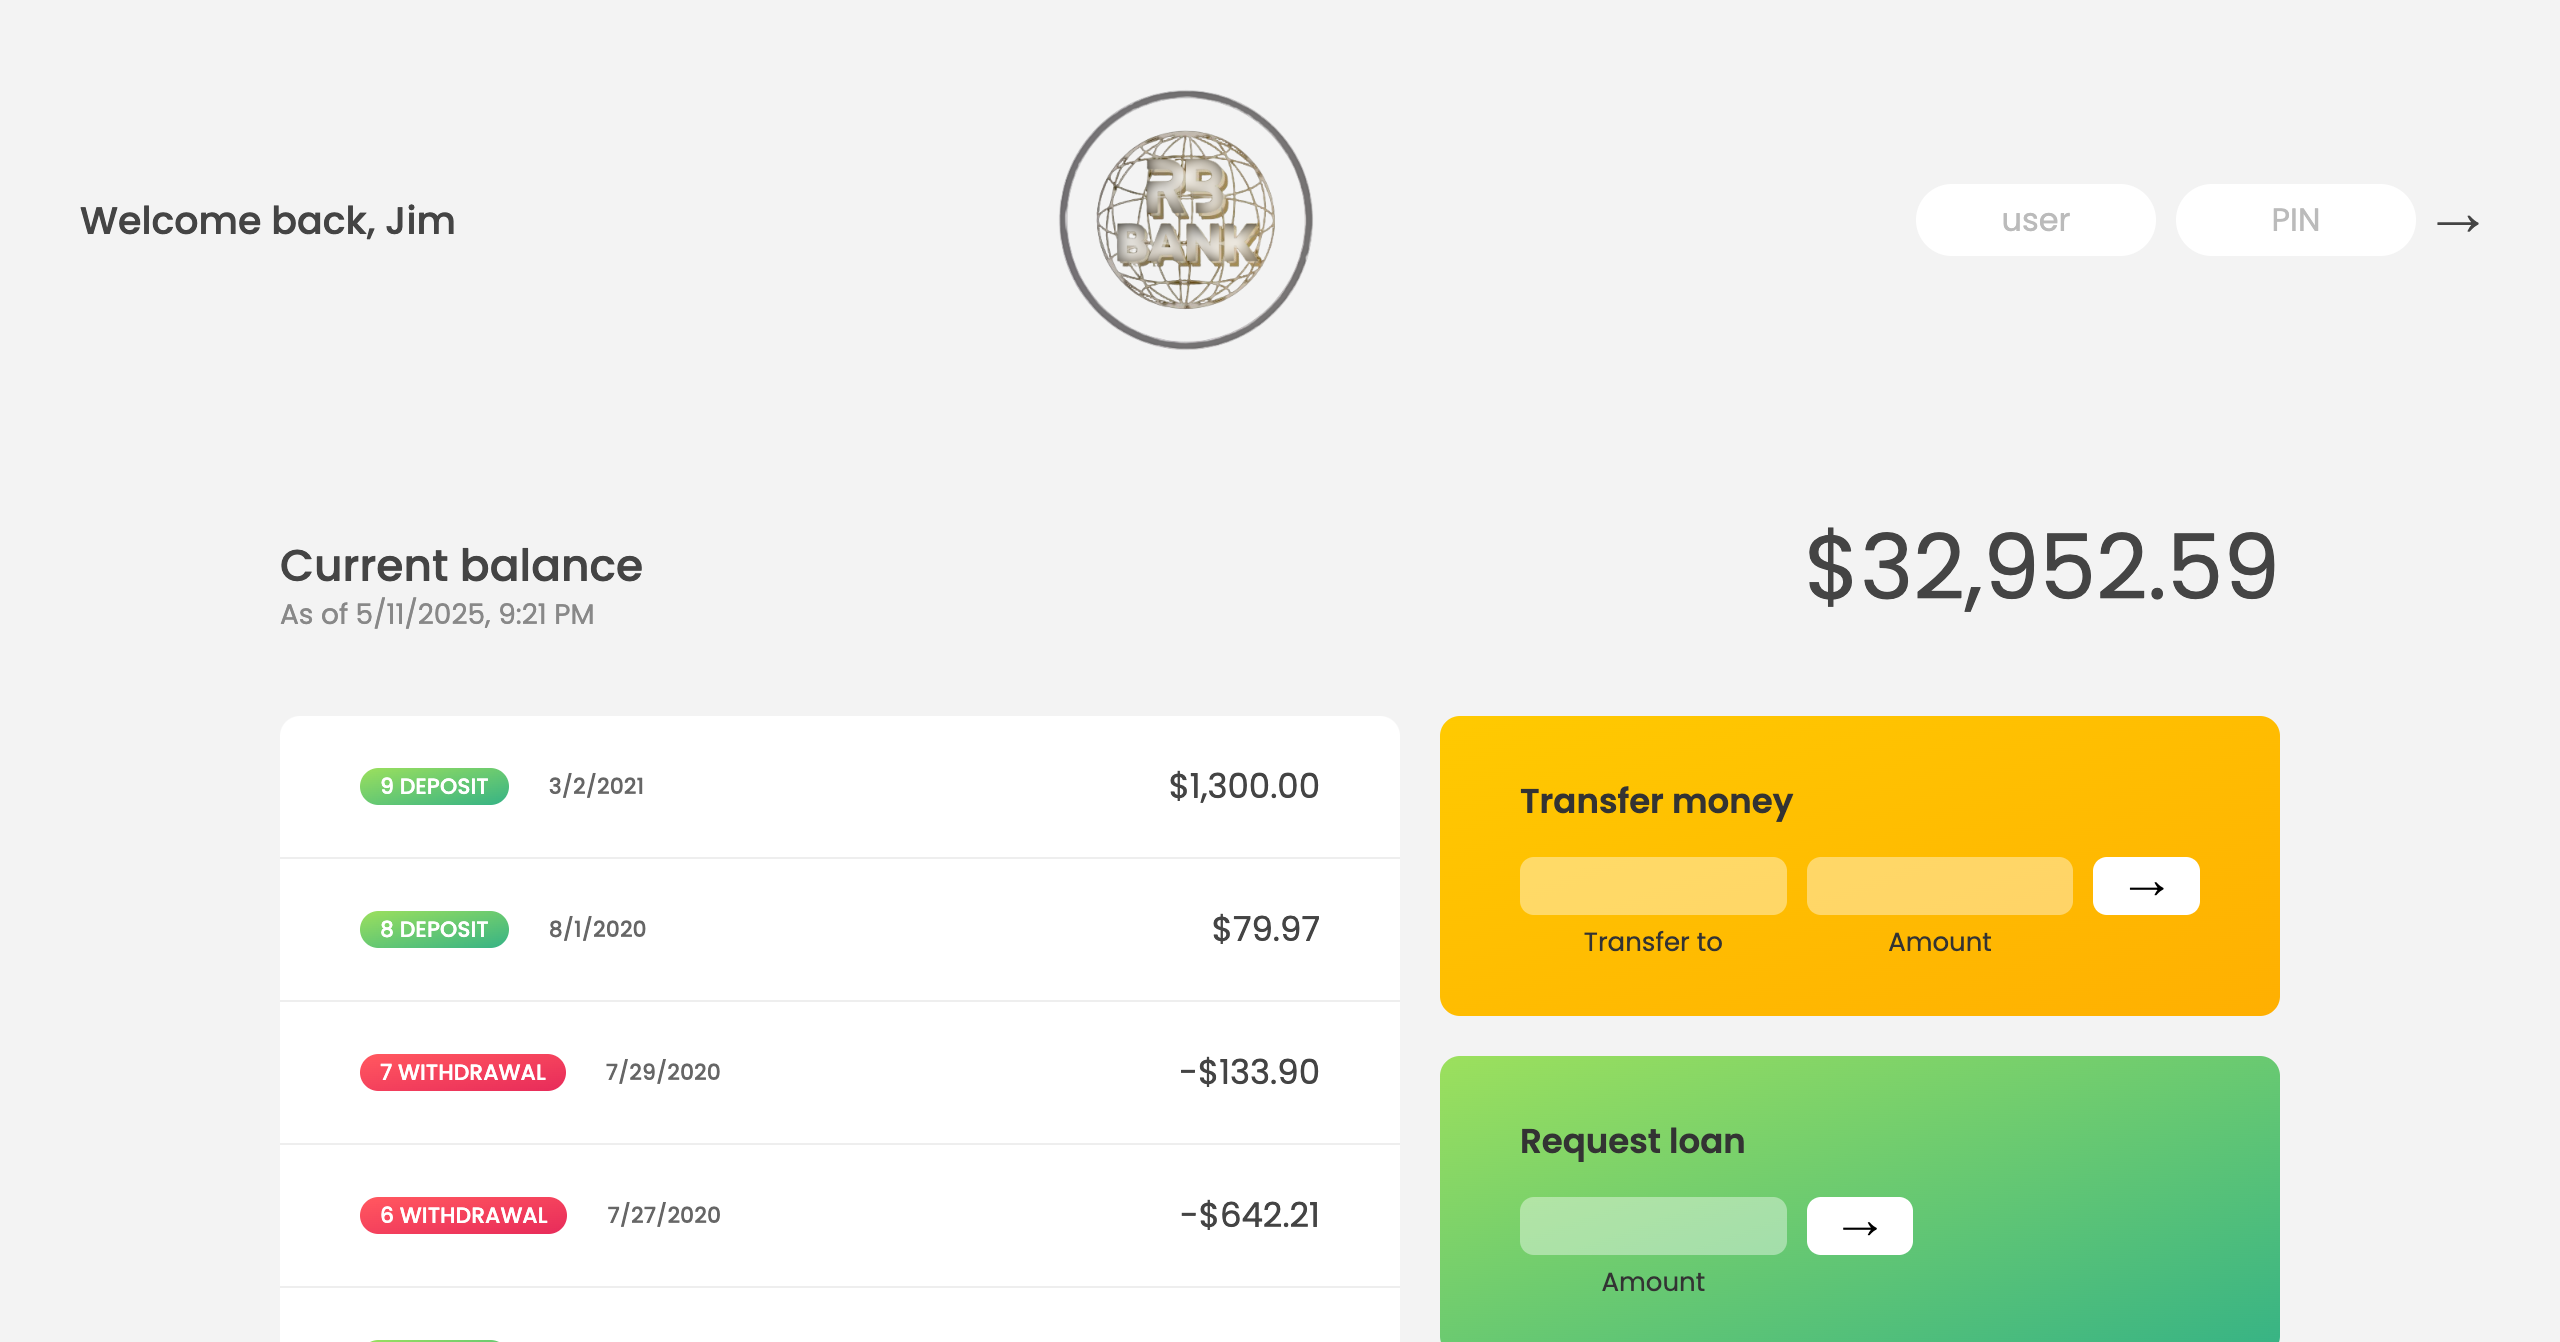 Welcome back, Jim
RB
BANK
user
PIN
→
Current balance
As of 5/11/2025, 9:21 PM
$32,952.59
9 DEPOSIT
3/2/2021
$1,300.00
8 DEPOSIT
8/1/2020
$79.97
7 WITHDRAWAL
7/29/2020
-$133.90
6 WITHDRAWAL
7/27/2020
-$642.21
Transfer money
→
Transfer to
Amount
Request loan
→
Amount